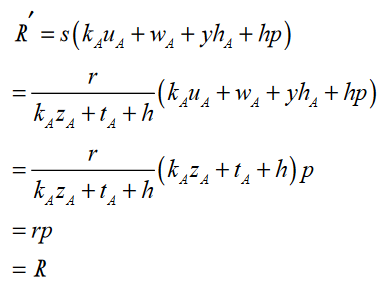 R′ = s(k_A u_A + w_A + yh_A + hp)
= r/(k_A z_A + t_A + h) (k_A u_A + w_A + yh_A + hp)
= r/(k_A z_A + t_A + h) (k_A z_A + t_A + h) p
= rp
= R